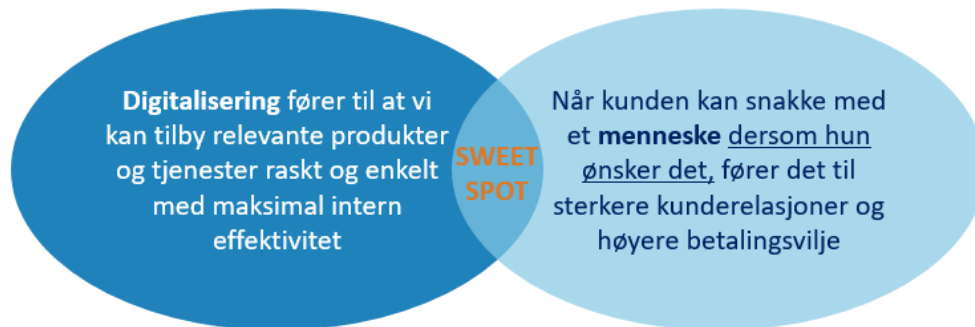 Digitalisering fører til at vi
kan tilby relevante produkter
og tjenester raskt og enkelt
med maksimal intern
effektivitet
SWEET
SPOT
Når kunden kan snakke med
et menneske dersom hun
ønsker det, fører det til
sterkere kunderelasjoner og
høyere betalingsvilje